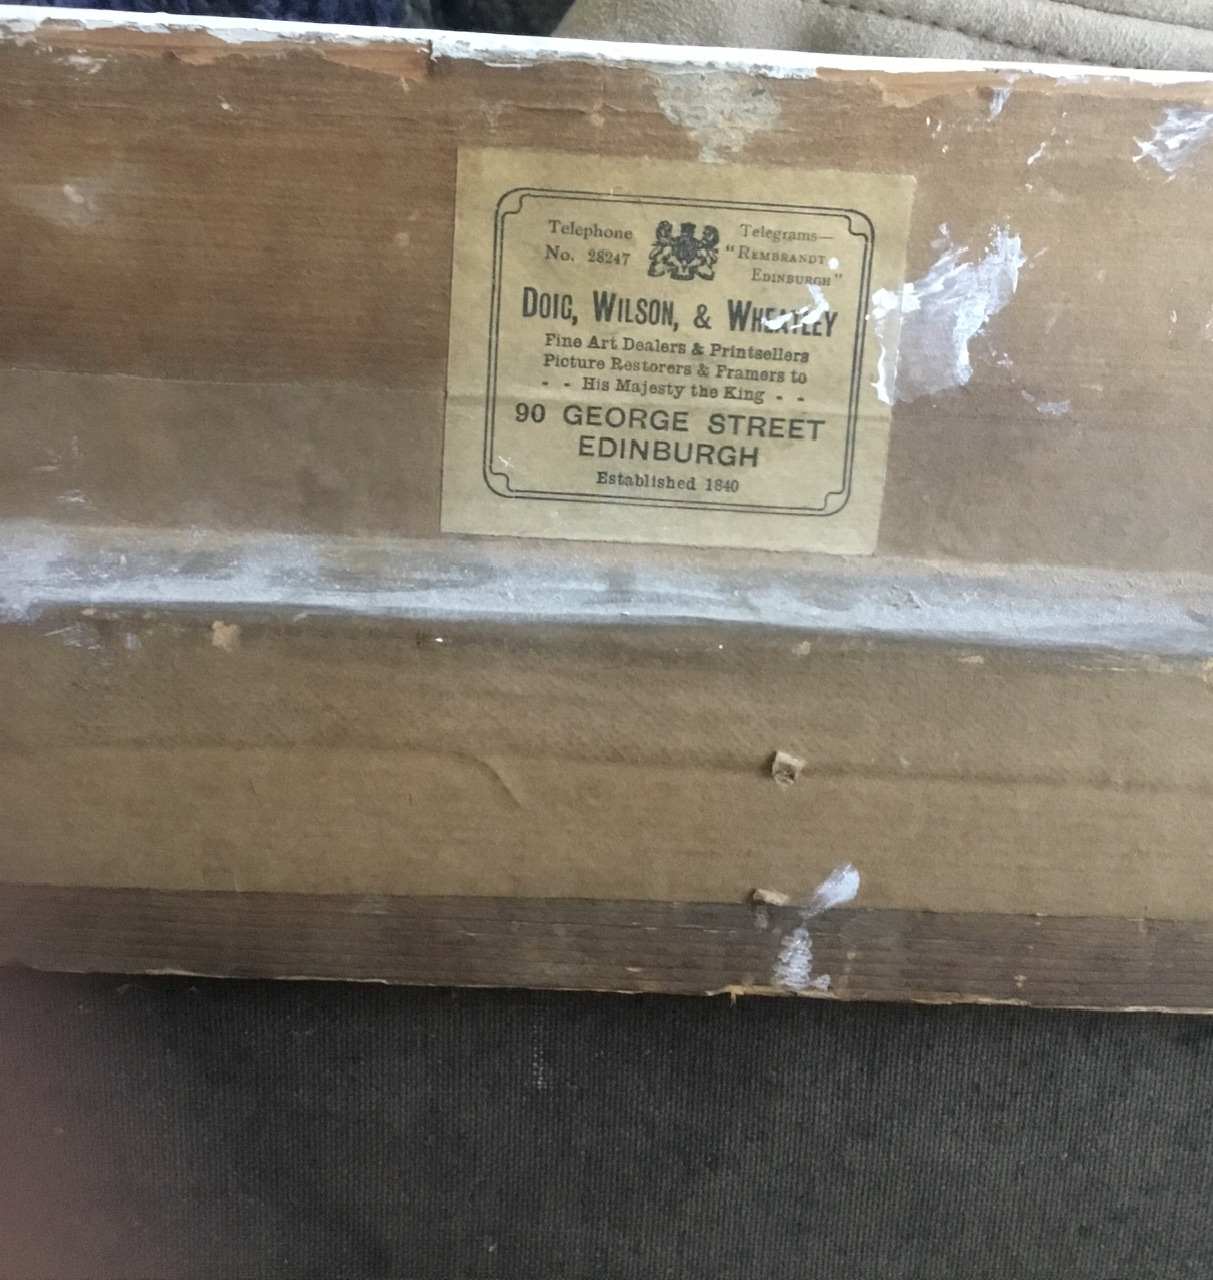 Telephone
No. 28247
Telegrams—
"REMBRANDT,
EDINBURGH"
DOIG, WILSON, & WHEATLEY
Fine Art Dealers & Printsellers
Picture Restorers & Framers to
- - His Majesty the King - -
90 GEORGE STREET
EDINBURGH
Established 1840